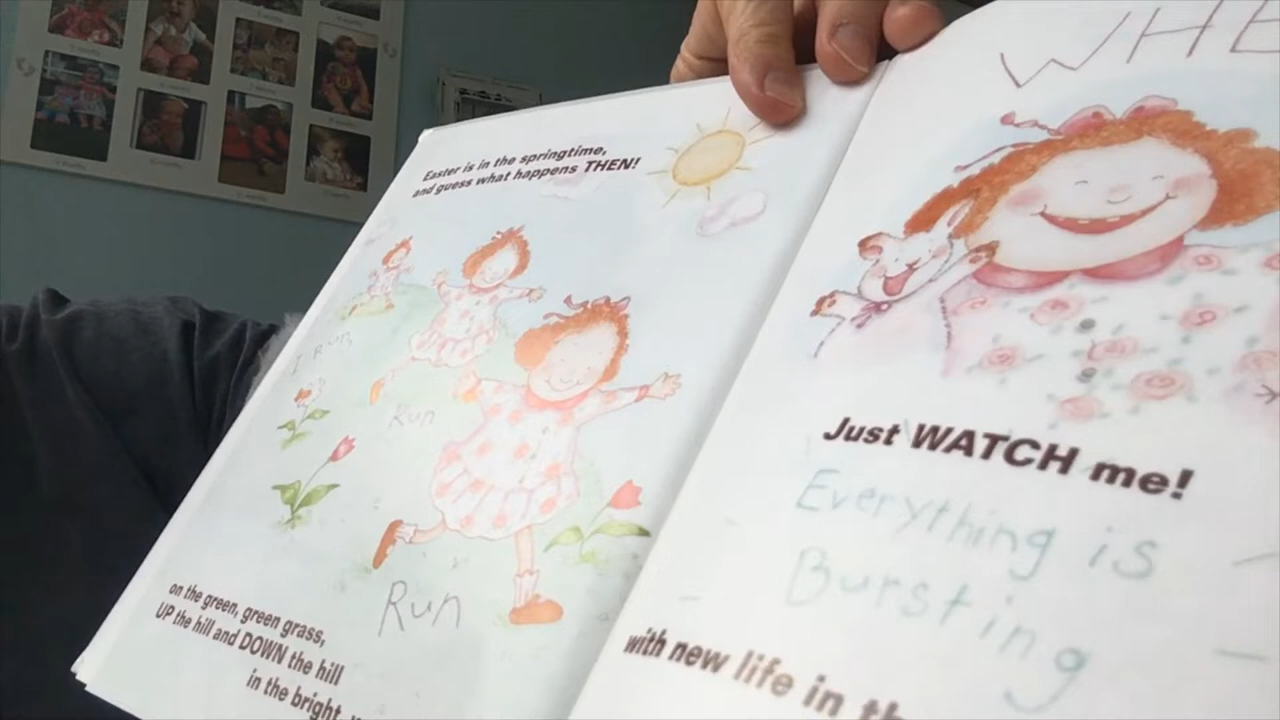 Easter is in the springtime,
and guess what happens THEN!
I Run,
Run
Run
on the green, green grass,
UP the hill and DOWN the hill
in the bright,
WHE
Just WATCH me!
Everything is
Bursting
with new life in th